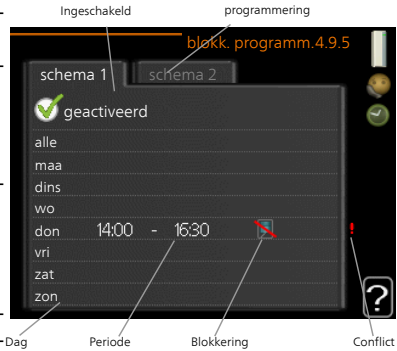 Ingeschakeld programmering
blokk. programm.4.9.5
schema 1 schema 2
geactiveerd
alle
maa
dins
wo
don 14:00 - 16:30 !
vri
zat
zon
?
Dag Periode Blokkering Conflict